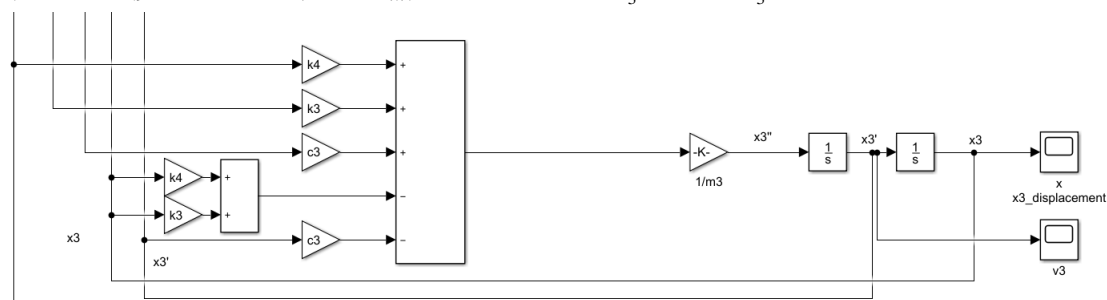 k4
+
k3
+
c3
+
k4
+
k3
+
−
c3
−
-K-
1/m3
x3''
1
s
x3'
1
s
x3
x
x3_displacement
v3
x3
x3'